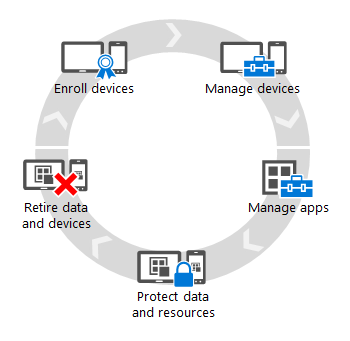 Enroll devices
Manage devices
Manage apps
Protect data
and resources
Retire data
and devices